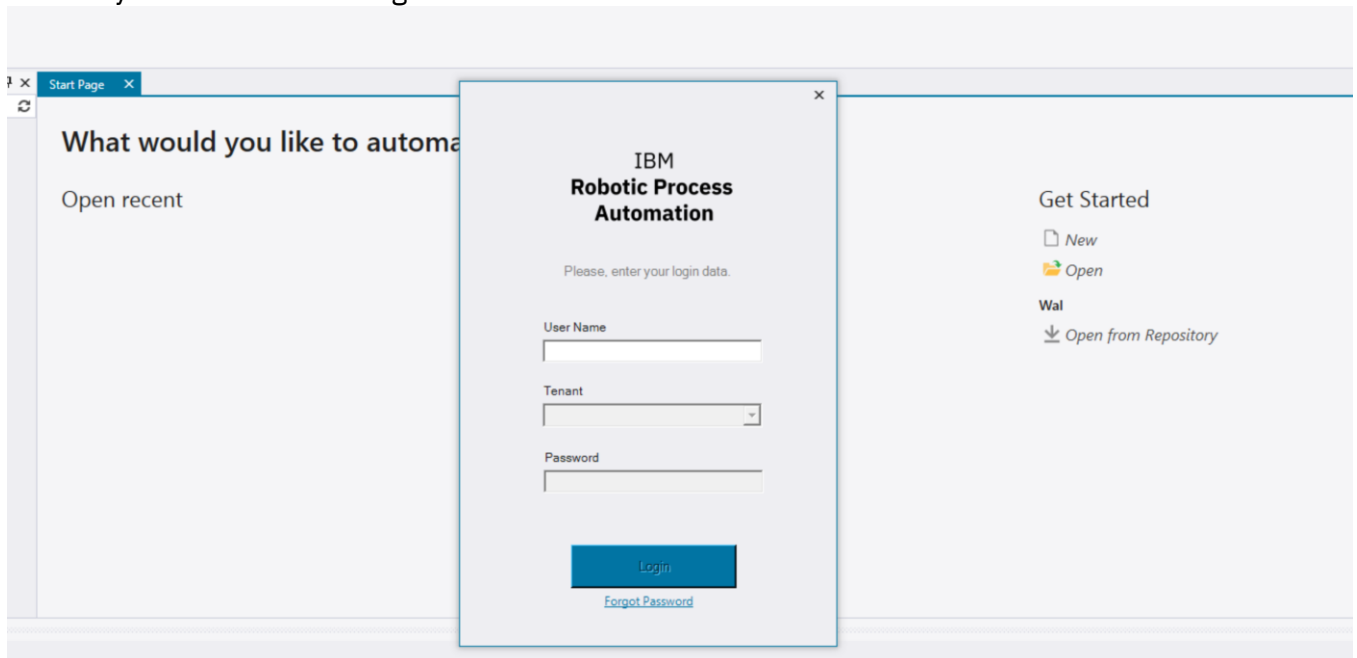 Start Page
What would you like to automa
Open recent
IBM
Robotic Process
Automation
Please, enter your login data.
User Name
Tenant
Password
Login
Forgot Password
Get Started
New
Open
Wal
Open from Repository